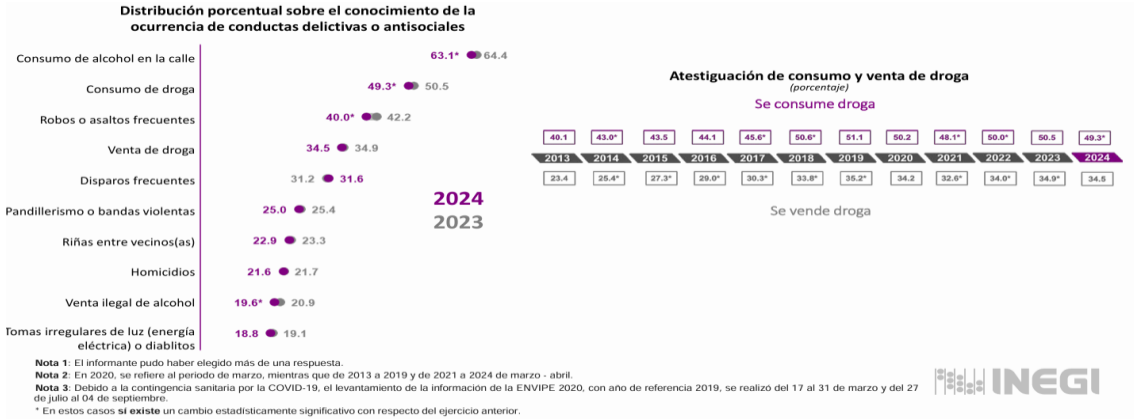 Distribución porcentual sobre el conocimiento de la
ocurrencia de conductas delictivas o antisociales
Consumo de alcohol en la calle 63.1* 64.4
Consumo de droga 49.3* 50.5
Robos o asaltos frecuentes 40.0* 42.2
Venta de droga 34.5 34.9
Disparos frecuentes 31.2 31.6
Pandillerismo o bandas violentas 25.0 25.4
Riñas entre vecinos(as) 22.9 23.3
Homicidios 21.6 21.7
Venta ilegal de alcohol 19.6* 20.9
Tomas irregulares de luz (energía
eléctrica) o diablitos 18.8 19.1
2024
2023
Atestiguación de consumo y venta de droga
(porcentaje)
Se consume droga
40.1 43.0* 43.5 44.1 45.6* 50.6* 51.1 50.2 48.1* 50.0* 50.5 49.3*
2013 2014 2015 2016 2017 2018 2019 2020 2021 2022 2023 2024
23.4 25.4* 27.3* 29.0* 30.3* 33.8* 35.2* 34.2 32.6* 34.0* 34.9* 34.5
Se vende droga
Nota 1: El informante pudo haber elegido más de una respuesta.
Nota 2: En 2020, se refiere al periodo de marzo, mientras que de 2013 a 2019 y de 2021 a 2024 de marzo - abril.
Nota 3: Debido a la contingencia sanitaria por la COVID-19, el levantamiento de la información de la ENVIPE 2020, con año de referencia 2019, se realizó del 17 al 31 de marzo y del 27
de julio al 04 de septiembre.
* En estos casos sí existe un cambio estadísticamente significativo con respecto del ejercicio anterior.
INEGI